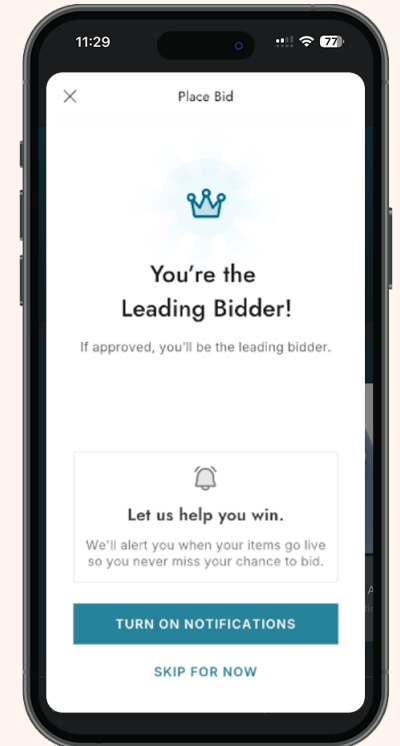 11:29
77
Place Bid
You're the
Leading Bidder!
If approved, you'll be the leading bidder.
Let us help you win.
We'll alert you when your items go live
so you never miss your chance to bid.
TURN ON NOTIFICATIONS
SKIP FOR NOW